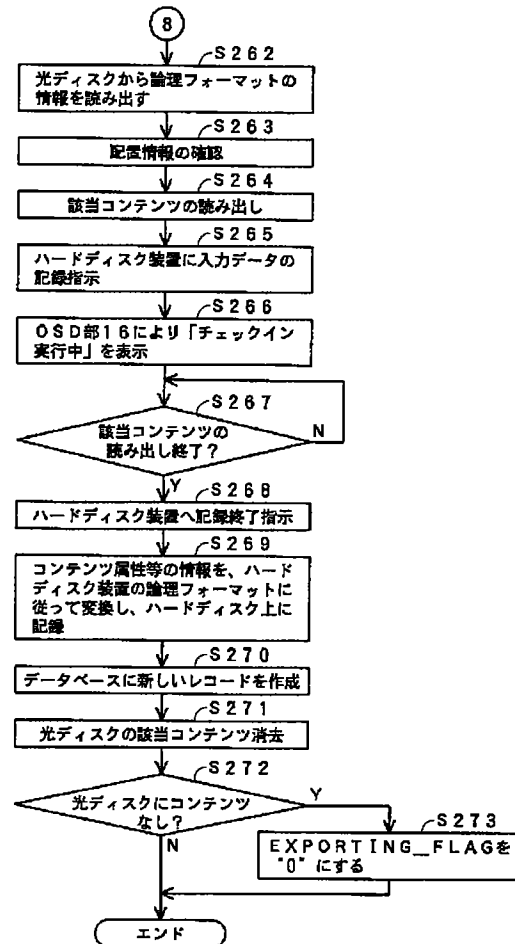 8
S262
光ディスクから論理フォーマットの
情報を読み出す
S263
配置情報の確認
S264
該当コンテンツの読み出し
S265
ハードディスク装置に入力データの
記録指示
S266
OSD部16により「チェックイン
実行中」を表示
S267
該当コンテンツの
読み出し終了?
N
Y
S268
ハードディスク装置へ記録終了指示
S269
コンテンツ属性等の情報を、ハード
ディスク装置の論理フォーマットに
従って変換し、ハードディスク上に
記録
S270
データベースに新しいレコードを作成
S271
光ディスクの該当コンテンツ消去
S272
光ディスクにコンテンツ
なし?
Y
N
S273
EXPORTING_FLAGを
"0"にする
エンド